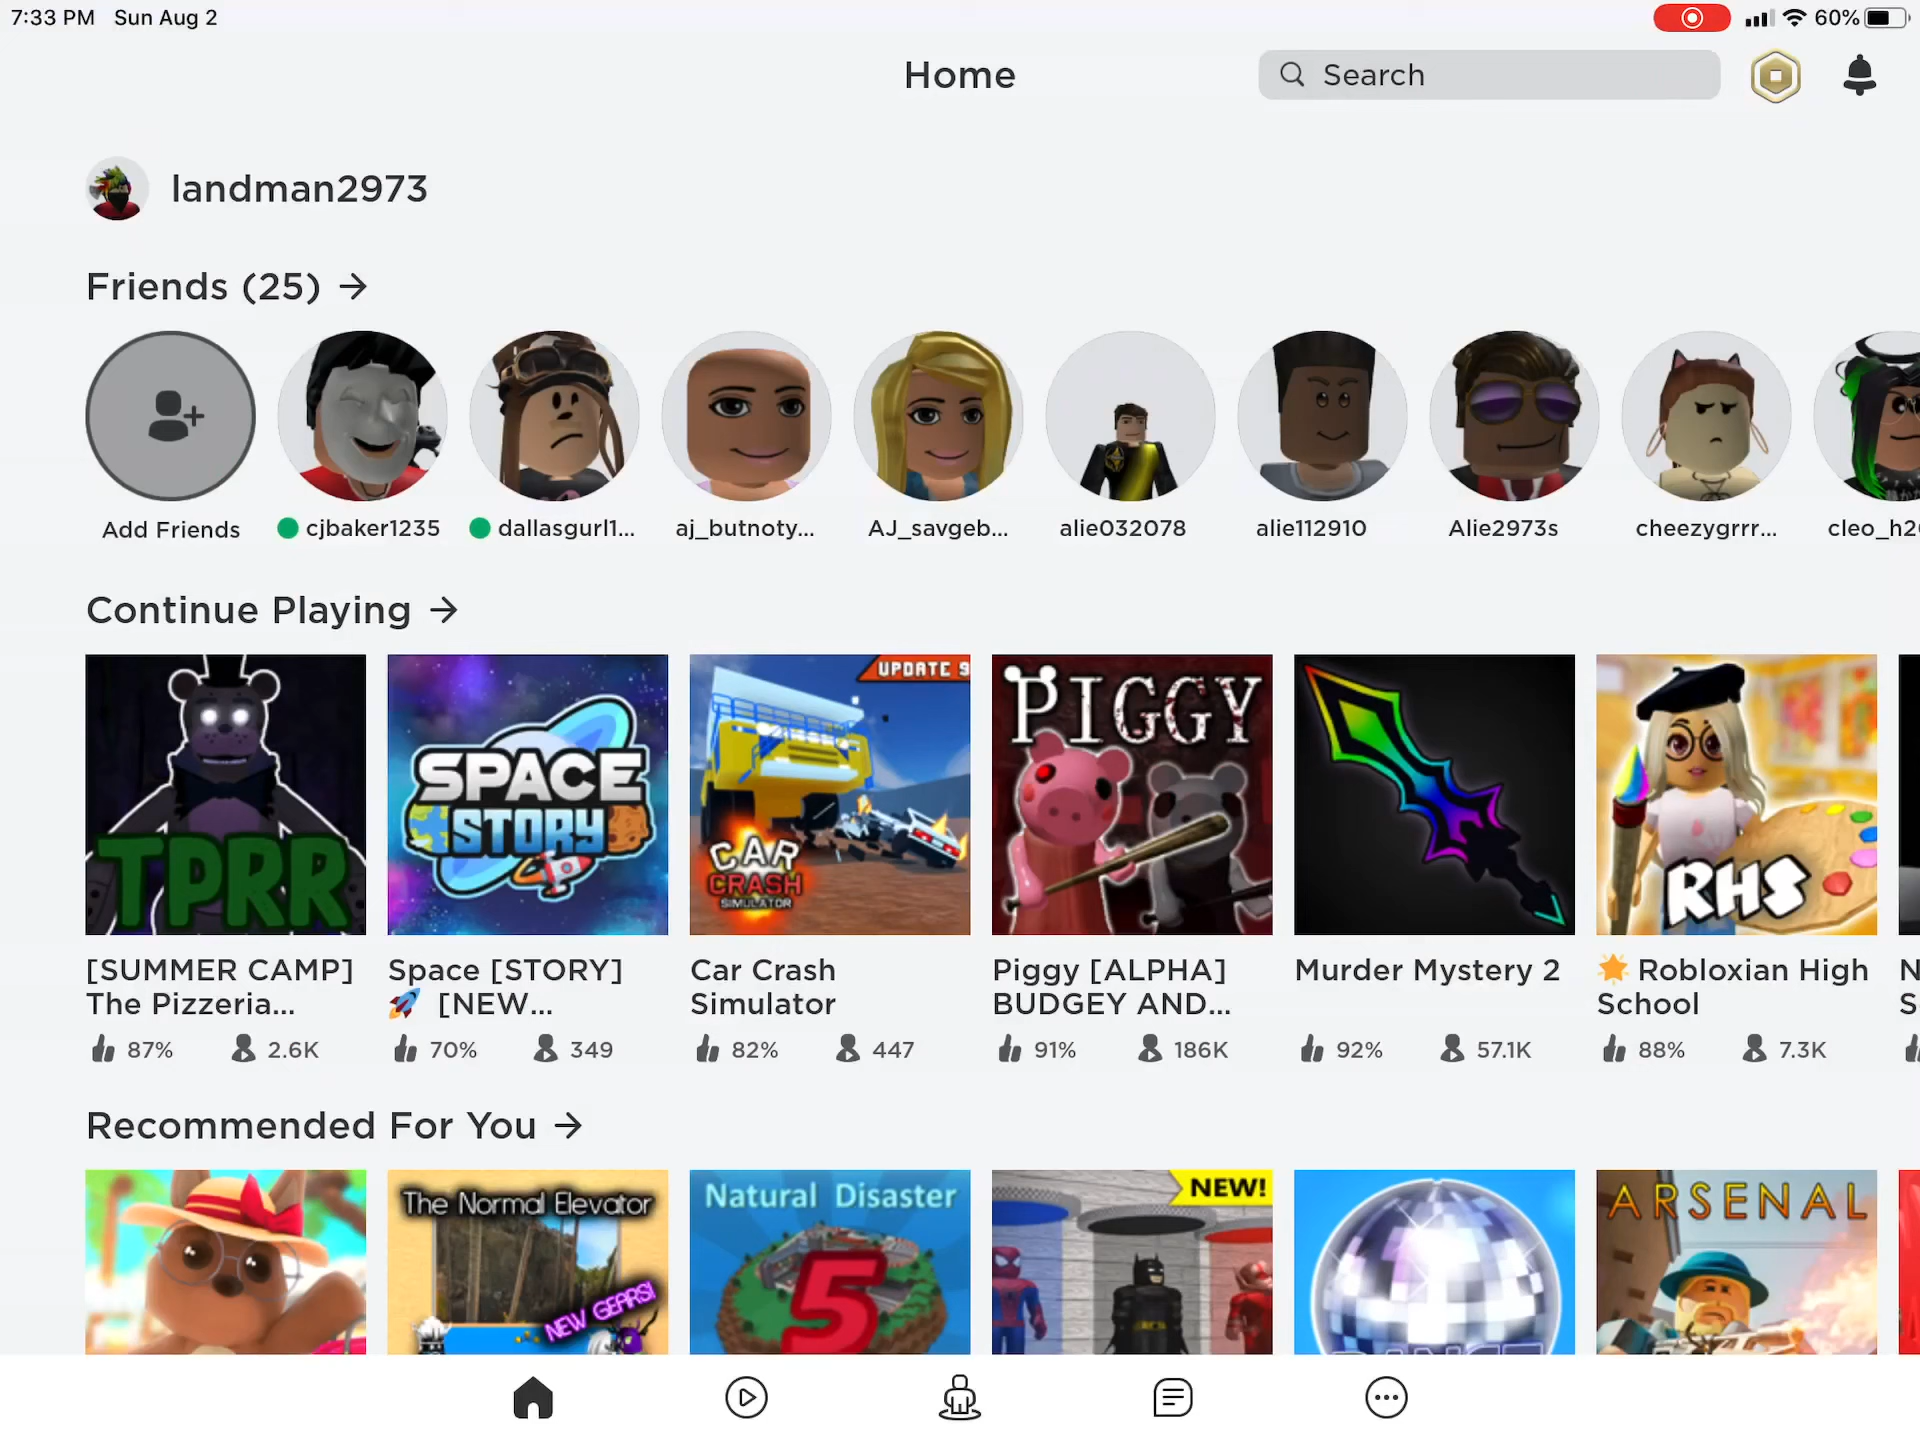 7:33 PM Sun Aug 2
60%
Home
Search
landman2973
Friends (25) →
Add Friends
cjbaker1235
dallasgurl1...
aj_butnoty...
AJ_savgeb...
alie032078
alie112910
Alie2973s
cheezygrrr...
cleo_h2
Continue Playing →
TPRR
SPACE
STORY
UPDATE 9
CAR
CRASH
SIMULATOR
PIGGY
RHS
[SUMMER CAMP]
The Pizzeria...
87% 2.6K
Space [STORY]
🚀 [NEW...
70% 349
Car Crash
Simulator
82% 447
Piggy [ALPHA]
BUDGEY AND...
91% 186K
Murder Mystery 2
92% 57.1K
🌟 Robloxian High
School
88% 7.3K
N
S
Recommended For You →
The Normal Elevator
NEW GEARS!
Natural Disaster
5
NEW!
ARSENAL